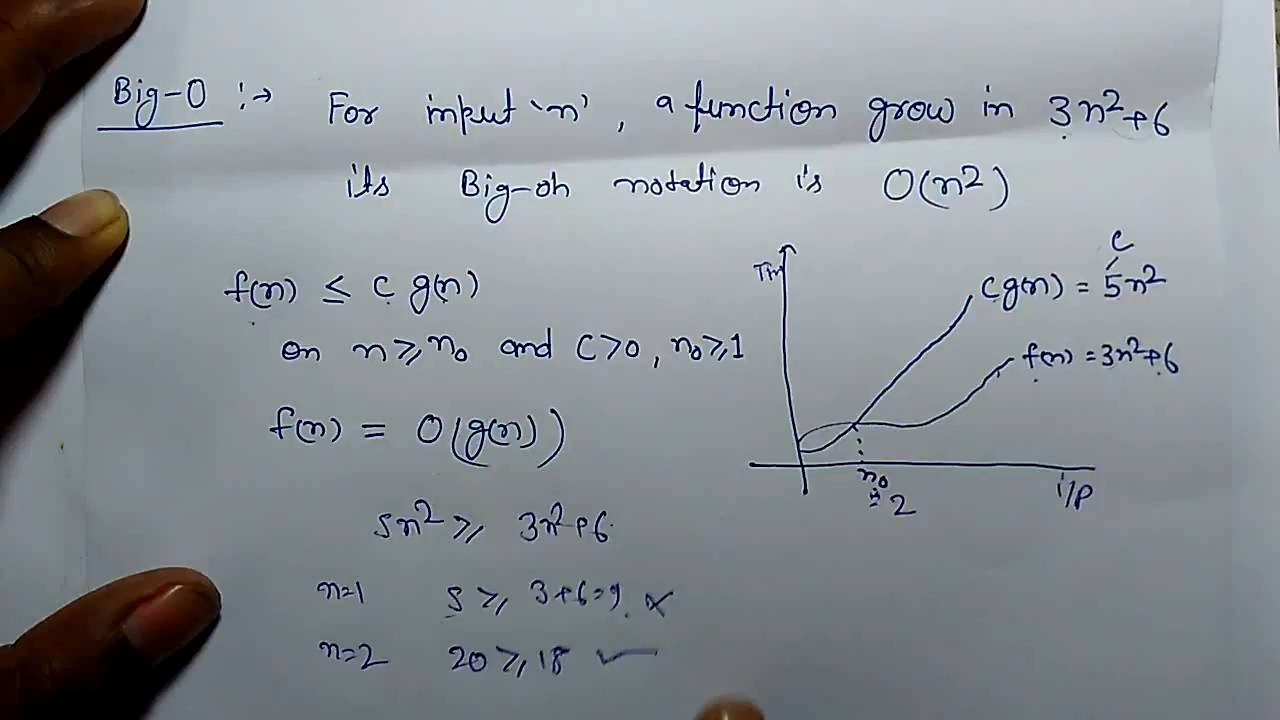 Big-O :→ For input 'n', a function grow in 3n²+6
its Big-oh notation is O(n²)
f(n) ≤ c g(n)
on n ≥ n₀ and c>0, n₀≥1
f(n) = O(g(n))
5n² ≥ 3n²+6
n=1 5 ≥ 3+6=9 ×
n=2 20 ≥ 18 ✓
c
cg(n) = 5n²
f(n) = 3n²+6
n₀
= 2
i/p